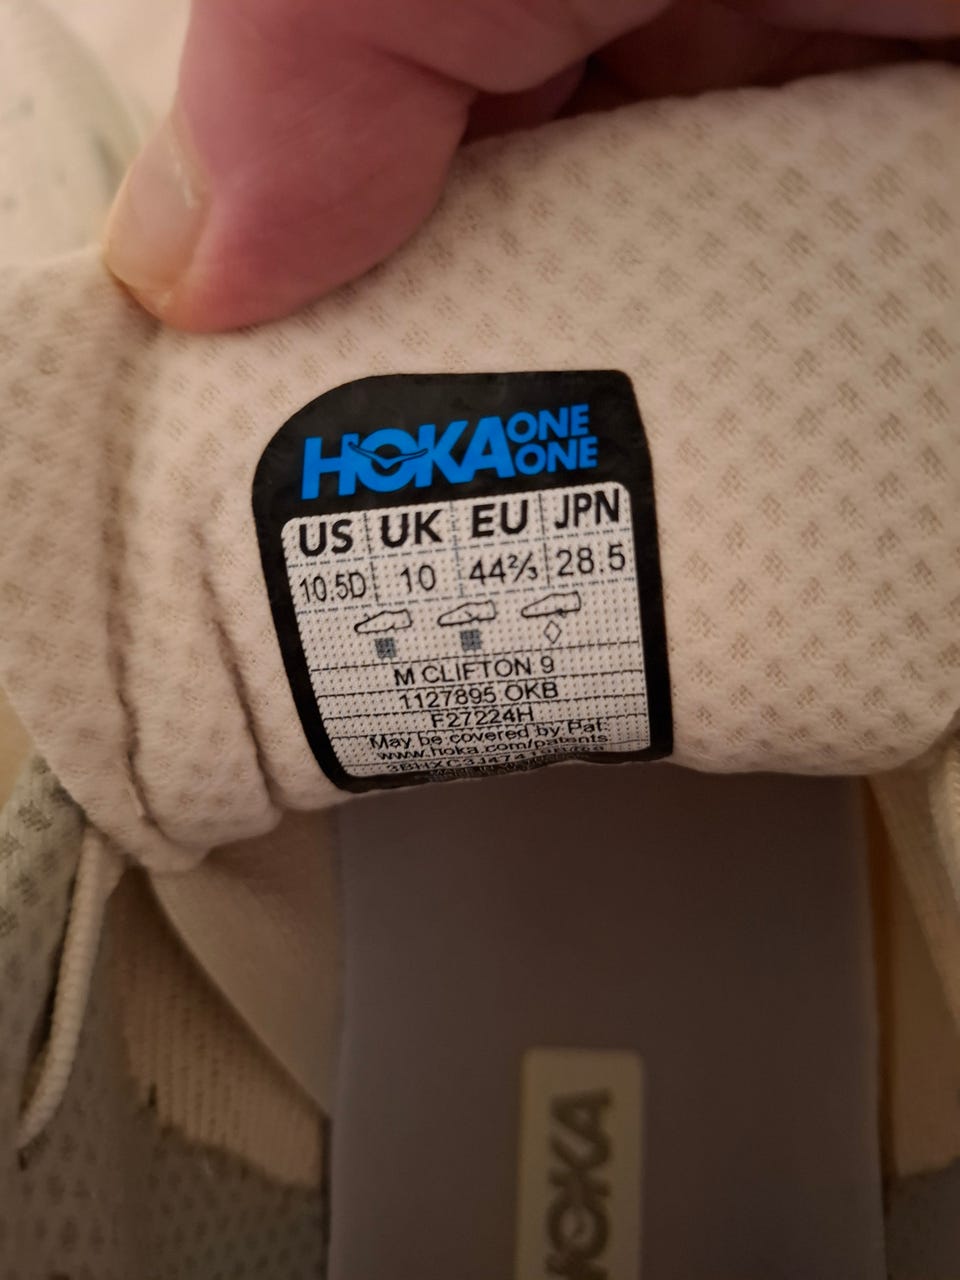 HOKA ONE ONE
US UK EU JPN
10.5D 10 44⅔ 28.5
M CLIFTON 9
1127895 OKB
F27224H
May be covered by Pat:
www.hoka.com/patents
HOKA